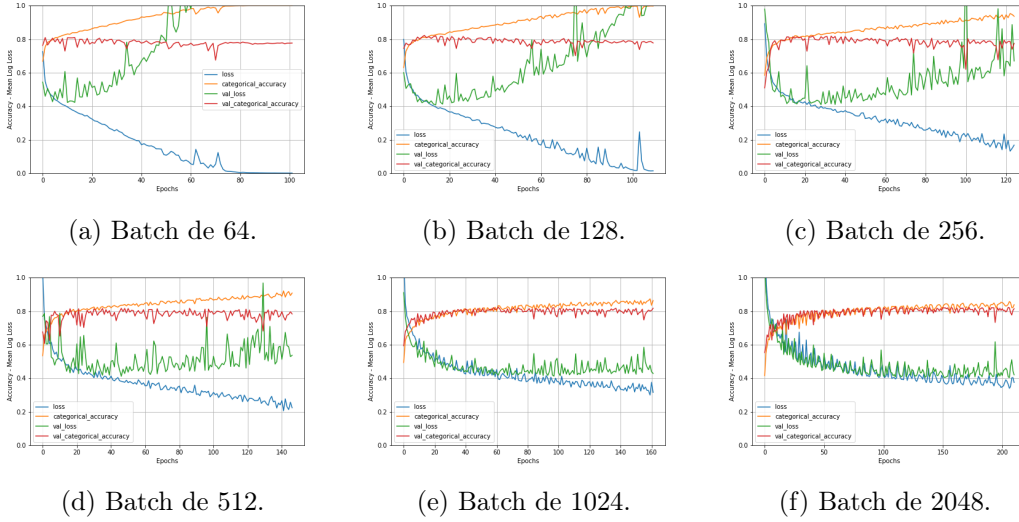 1.0
0.8
0.6
0.4
0.2
0.0
Accuracy - Mean Log Loss
loss
categorical_accuracy
val_loss
val_categorical_accuracy
0 20 40 60 80 100
Epochs
(a) Batch de 64.
1.0
0.8
0.6
0.4
0.2
0.0
Accuracy - Mean Log Loss
loss
categorical_accuracy
val_loss
val_categorical_accuracy
0 20 40 60 80 100
Epochs
(b) Batch de 128.
1.0
0.8
0.6
0.4
0.2
0.0
Accuracy - Mean Log Loss
loss
categorical_accuracy
val_loss
val_categorical_accuracy
0 20 40 60 80 100 120
Epochs
(c) Batch de 256.
1.0
0.8
0.6
0.4
0.2
0.0
Accuracy - Mean Log Loss
loss
categorical_accuracy
val_loss
val_categorical_accuracy
0 20 40 60 80 100 120 140
Epochs
(d) Batch de 512.
1.0
0.8
0.6
0.4
0.2
0.0
Accuracy - Mean Log Loss
loss
categorical_accuracy
val_loss
val_categorical_accuracy
0 20 40 60 80 100 120 140 160
Epochs
(e) Batch de 1024.
1.0
0.8
0.6
0.4
0.2
0.0
Accuracy - Mean Log Loss
loss
categorical_accuracy
val_loss
val_categorical_accuracy
0 50 100 150 200
Epochs
(f) Batch de 2048.